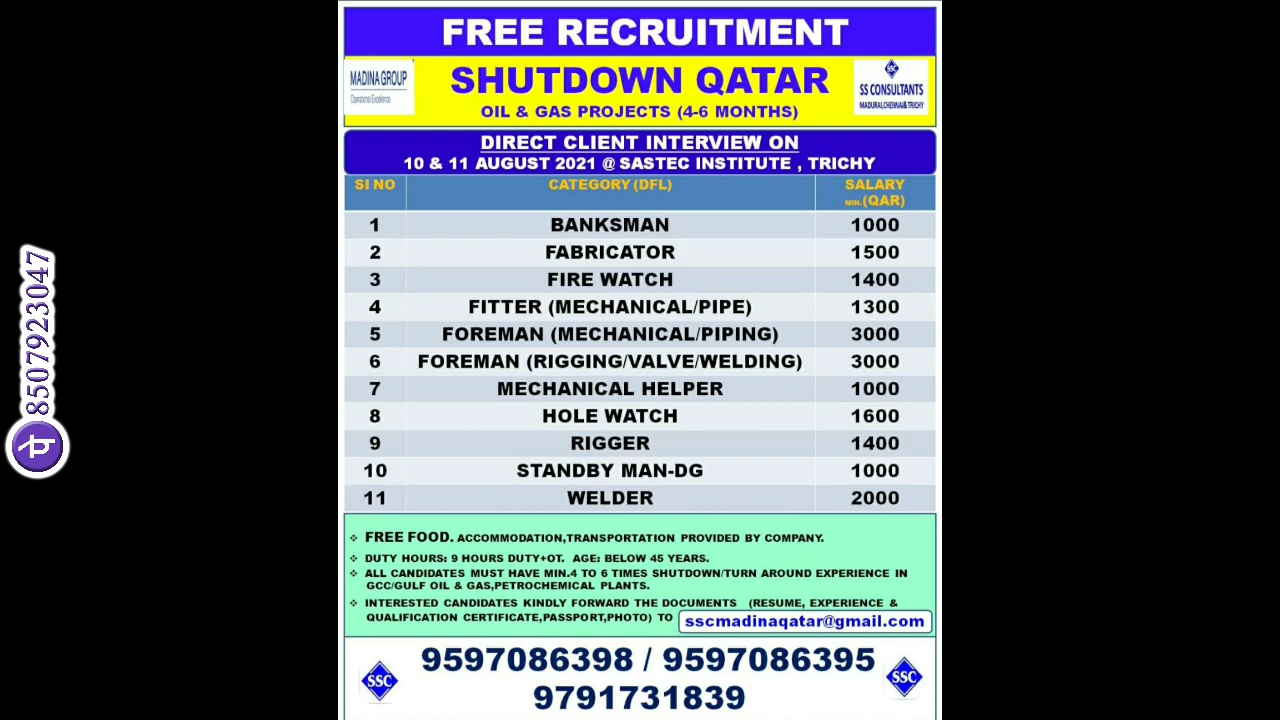 FREE RECRUITMENT
MADINA GROUP
Operational Excellence
SHUTDOWN QATAR
OIL & GAS PROJECTS (4-6 MONTHS)
SSC
SS CONSULTANTS
MADURAI,CHENNAI& TRICHY
DIRECT CLIENT INTERVIEW ON
10 & 11 AUGUST 2021 @ SASTEC INSTITUTE , TRICHY
SI NO CATEGORY (DFL) SALARY MIN.(QAR)
1 BANKSMAN 1000
2 FABRICATOR 1500
3 FIRE WATCH 1400
4 FITTER (MECHANICAL/PIPE) 1300
5 FOREMAN (MECHANICAL/PIPING) 3000
6 FOREMAN (RIGGING/VALVE/WELDING) 3000
7 MECHANICAL HELPER 1000
8 HOLE WATCH 1600
9 RIGGER 1400
10 STANDBY MAN-DG 1000
11 WELDER 2000
❖ FREE FOOD. ACCOMMODATION,TRANSPORTATION PROVIDED BY COMPANY.
❖ DUTY HOURS: 9 HOURS DUTY+OT. AGE: BELOW 45 YEARS.
❖ ALL CANDIDATES MUST HAVE MIN.4 TO 6 TIMES SHUTDOWN/TURN AROUND EXPERIENCE IN
GCC/GULF OIL & GAS,PETROCHEMICAL PLANTS.
❖ INTERESTED CANDIDATES KINDLY FORWARD THE DOCUMENTS (RESUME, EXPERIENCE &
QUALIFICATION CERTIFICATE,PASSPORT,PHOTO) TO sscmadinaqatar@gmail.com
SSC
9597086398 / 9597086395
9791731839
SSC
पे 8507923047